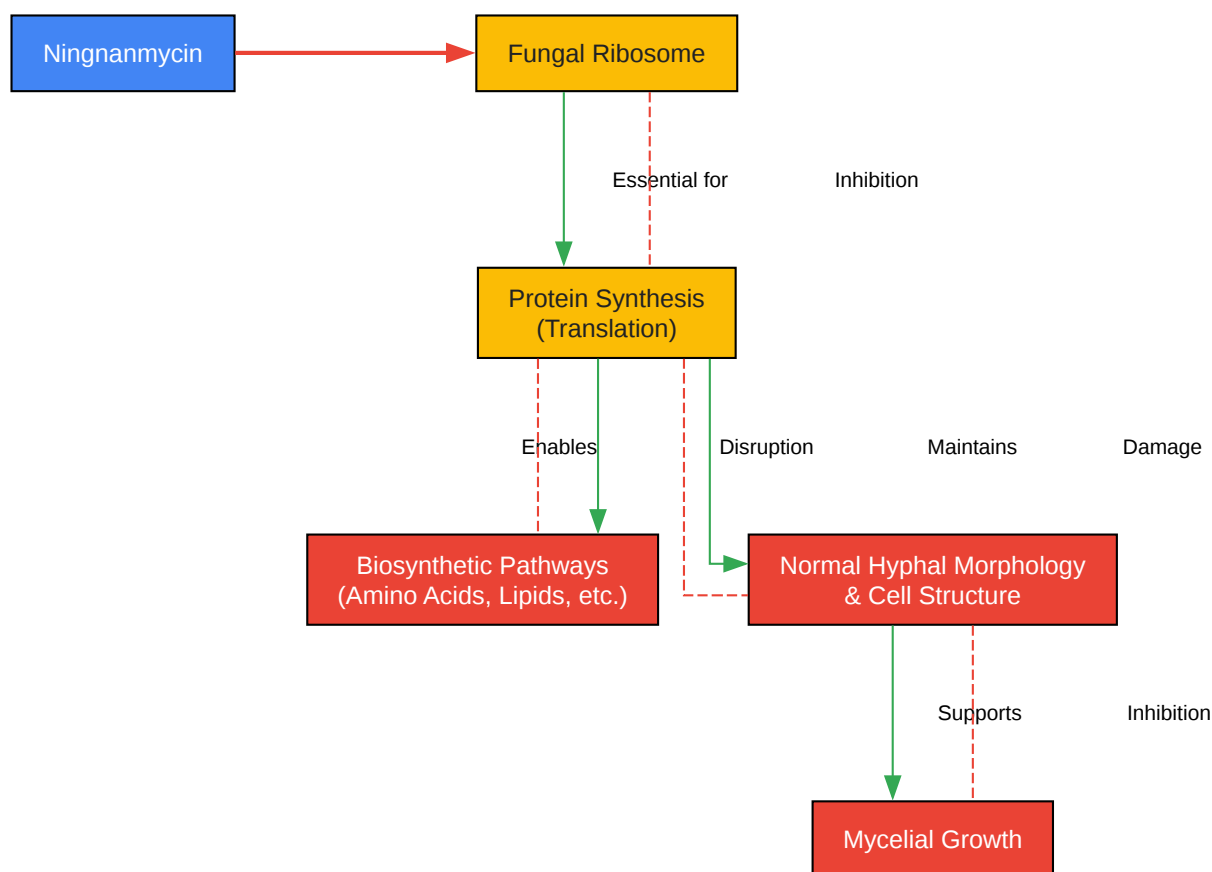 Ningnanmycin
Fungal Ribosome
Essential for
Inhibition
Protein Synthesis
(Translation)
Enables
Disruption
Maintains
Damage
Biosynthetic Pathways
(Amino Acids, Lipids, etc.)
Normal Hyphal Morphology
& Cell Structure
Supports
Inhibition
Mycelial Growth